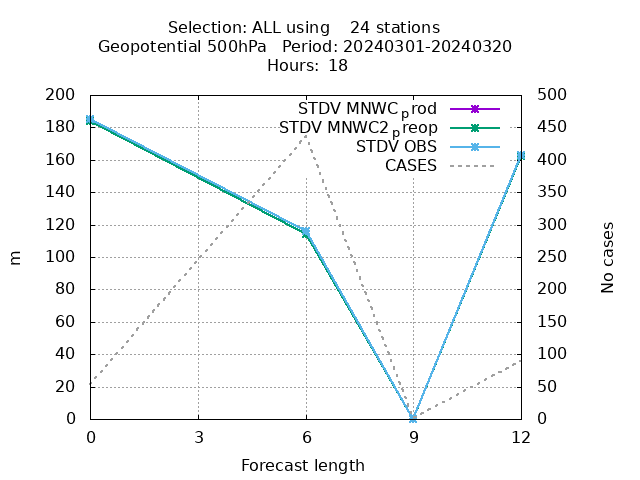 Selection: ALL using    24 stations
Geopotential 500hPa   Period: 20240301-20240320
Hours:  18
STDV MNWC_prod
STDV MNWC2_preop
STDV OBS
CASES
m
No cases
200
180
160
140
120
100
80
60
40
20
0
500
450
400
350
300
250
200
150
100
50
0
0 3 6 9 12
Forecast length